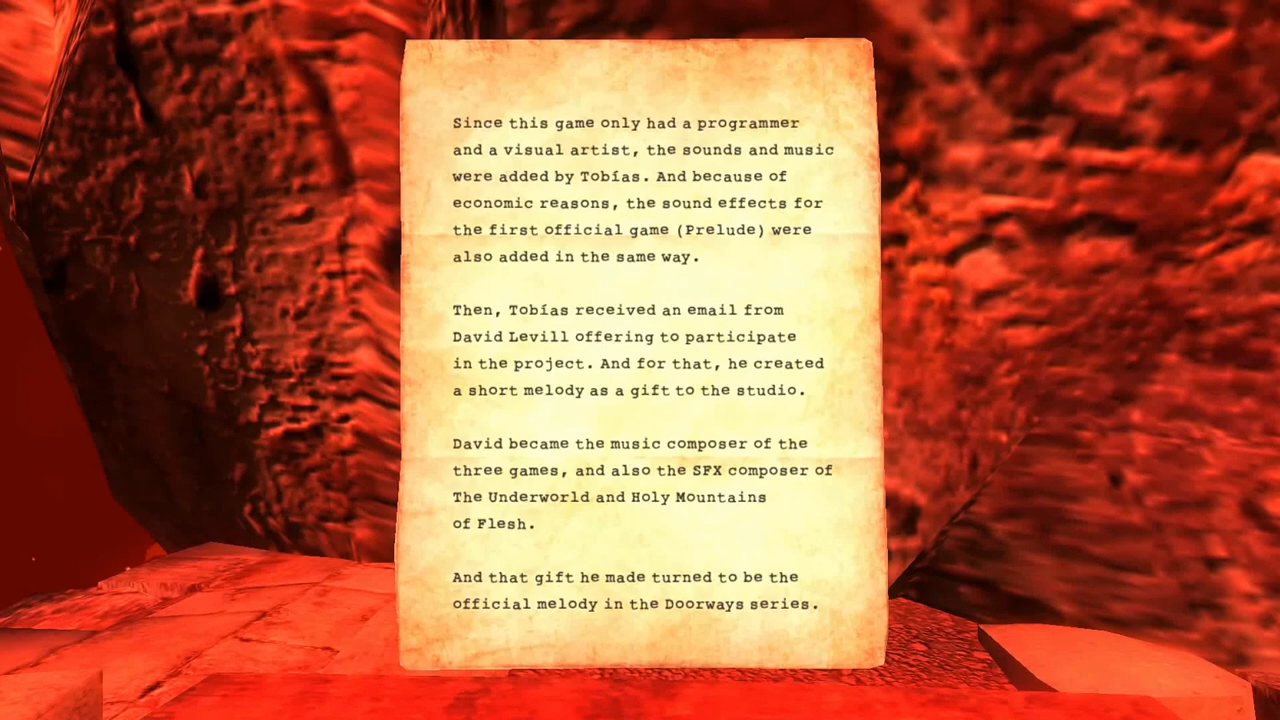 Since this game only had a programmer
and a visual artist, the sounds and music
were added by Tobías. And because of
economic reasons, the sound effects for
the first official game (Prelude) were
also added in the same way.
Then, Tobías received an email from
David Levill offering to participate
in the project. And for that, he created
a short melody as a gift to the studio.
David became the music composer of the
three games, and also the SFX composer of
The Underworld and Holy Mountains
of Flesh.
And that gift he made turned to be the
official melody in the Doorways series.